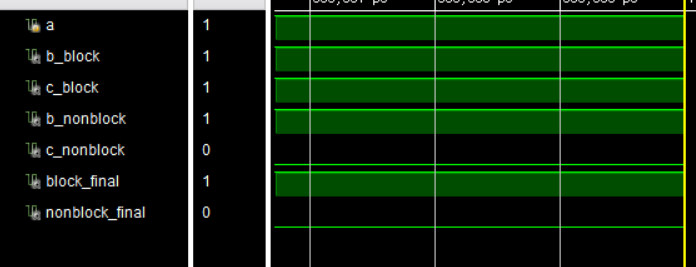 a 1
b_block 1
c_block 1
b_nonblock 1
c_nonblock 0
block_final 1
nonblock_final 0